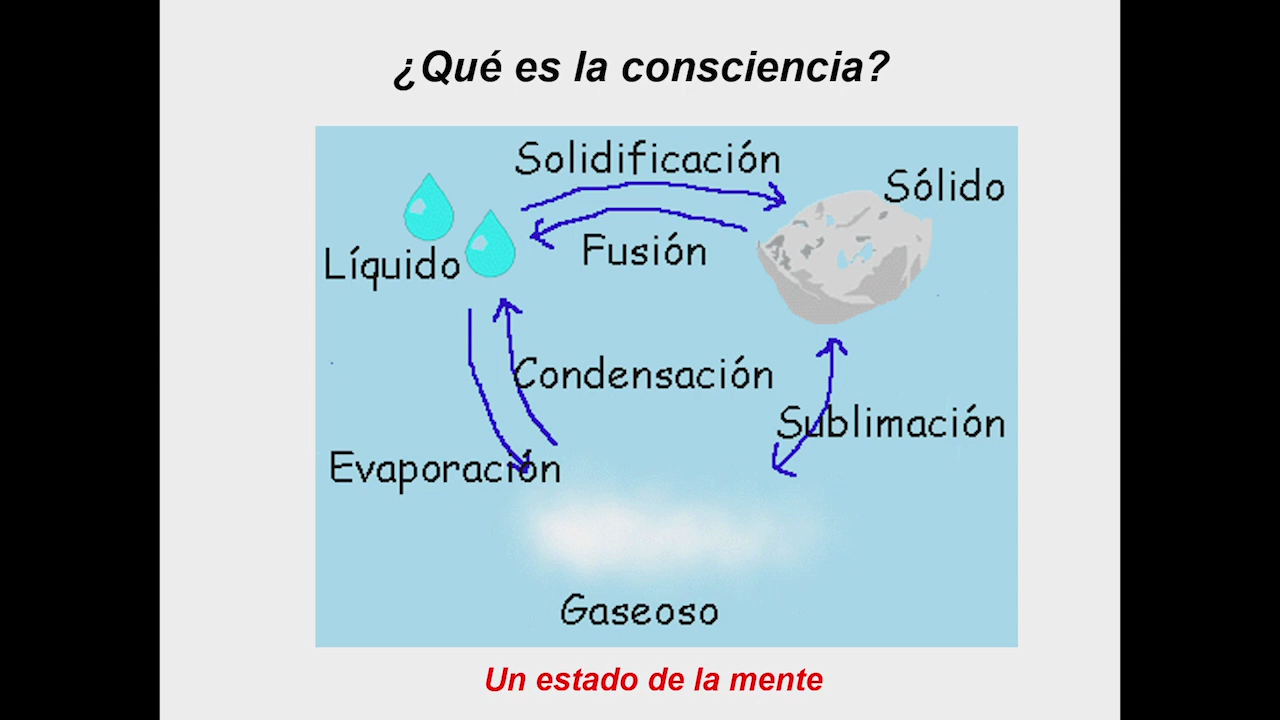 ¿Qué es la consciencia?
Solidificación
Sólido
Fusión
Líquido
Condensación
Sublimación
Evaporación
Gaseoso
Un estado de la mente